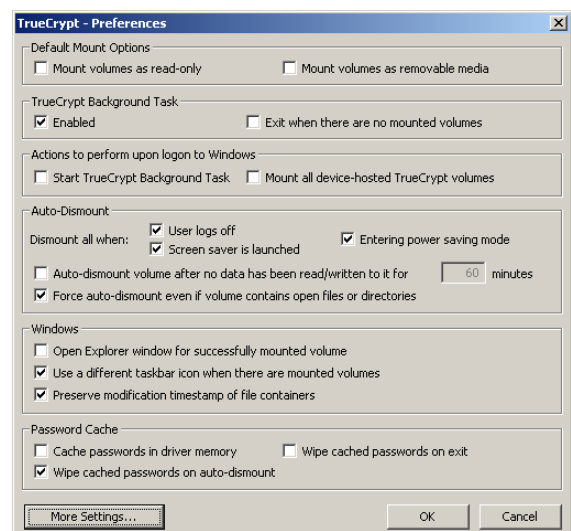 TrueCrypt - Preferences
Default Mount Options
Mount volumes as read-only Mount volumes as removable media
TrueCrypt Background Task
Enabled Exit when there are no mounted volumes
Actions to perform upon logon to Windows
Start TrueCrypt Background Task Mount all device-hosted TrueCrypt volumes
Auto-Dismount
Dismount all when: User logs off Entering power saving mode
Screen saver is launched
Auto-dismount volume after no data has been read/written to it for 60 minutes
Force auto-dismount even if volume contains open files or directories
Windows
Open Explorer window for successfully mounted volume
Use a different taskbar icon when there are mounted volumes
Preserve modification timestamp of file containers
Password Cache
Cache passwords in driver memory Wipe cached passwords on exit
Wipe cached passwords on auto-dismount
More Settings... OK Cancel